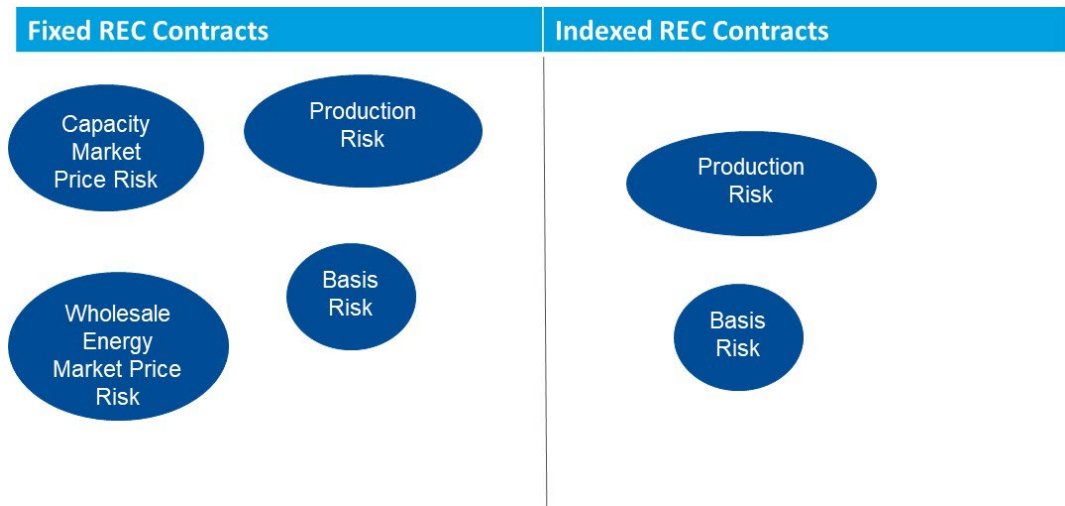 Fixed REC Contracts
Indexed REC Contracts
Capacity
Market
Price Risk
Production
Risk
Wholesale
Energy
Market Price
Risk
Basis
Risk
Production
Risk
Basis
Risk